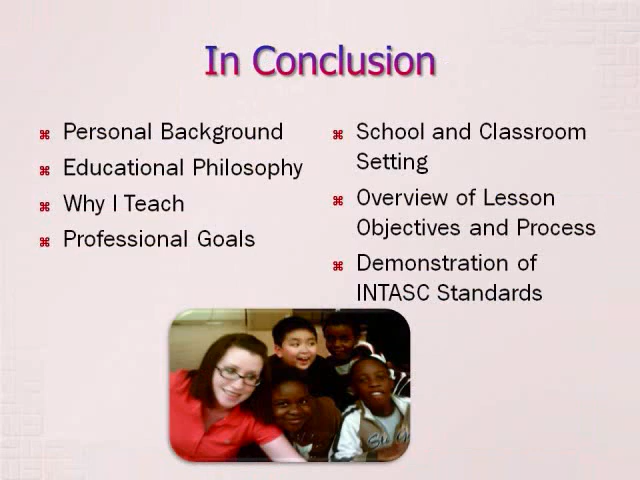 In Conclusion
Personal Background
Educational Philosophy
Why I Teach
Professional Goals
School and Classroom
Setting
Overview of Lesson
Objectives and Process
Demonstration of
INTASC Standards